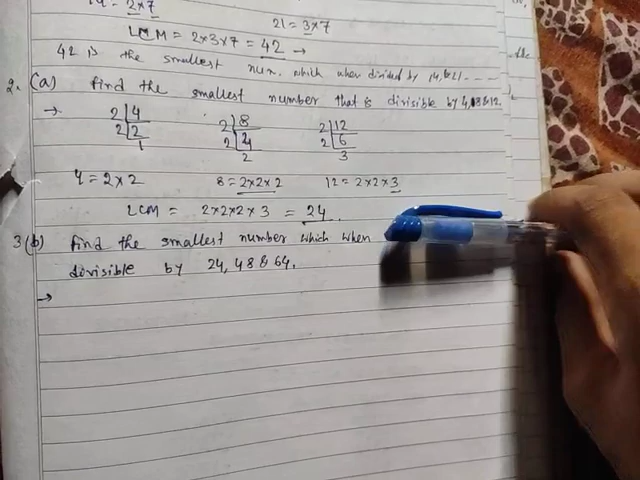 14 = 2×7
21 = 3×7
LCM = 2×3×7 = 42 →
42 is the smallest num. which when divided by 14, &21 ----
2. (a) find the smallest number that is divisible by 4, 8 & 12.
→ 2 4 2 8 2 12
2 2 2 4 2 6
1 2 3
4 = 2×2 8 = 2×2×2 12 = 2×2×3
LCM = 2×2×2×3 = 24.
3(b) find the smallest number which when
divisible by 24, 48 & 64.
→